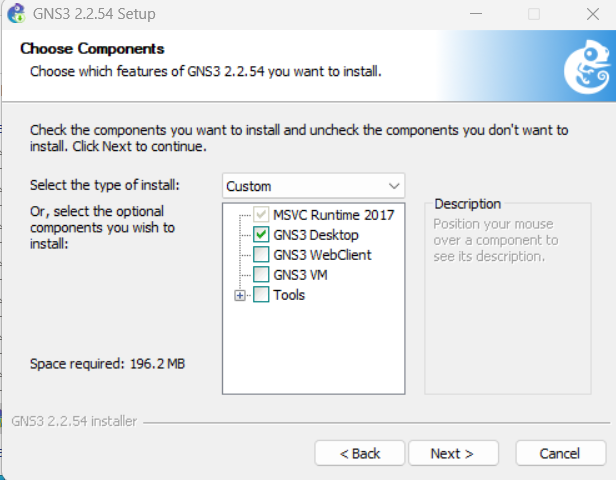 GNS3 2.2.54 Setup
Choose Components
Choose which features of GNS3 2.2.54 you want to install.
Check the components you want to install and uncheck the components you don't want to
install. Click Next to continue.
Select the type of install:
Custom
Or, select the optional
components you wish to
install:
MSVC Runtime 2017
GNS3 Desktop
GNS3 WebClient
GNS3 VM
Tools
Description
Position your mouse
over a component to
see its description.
Space required: 196.2 MB
GNS3 2.2.54 installer
< Back
Next >
Cancel